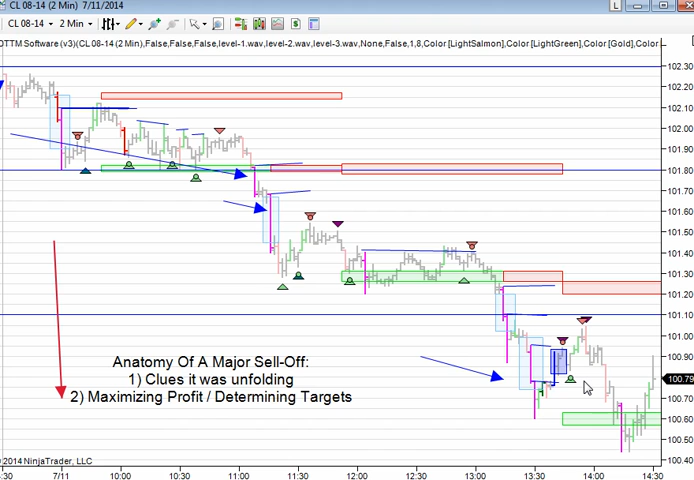 CL 08-14 (2 Min) 7/11/2014
CL 08-14 (2 Min)
OTTM Software (v3)(CL 08-14 (2 Min),False,False,False,level-1.wav,level-2.wav,level-3.wav,None,False,1,8,Color [LightSalmon],Color [LightGreen],Color [Gold],Color
102.30
102.20
102.10
102.00
101.90
101.80
101.70
101.60
101.50
101.40
101.30
101.20
101.10
101.00
100.90
100.79
100.70
100.60
100.50
100.40
Anatomy Of A Major Sell-Off:
1) Clues it was unfolding
2) Maximizing Profit / Determining Targets
© 2014 NinjaTrader, LLC
4:30 7/11 10:00 10:30 11:00 11:30 12:00 12:30 13:00 13:30 14:00 14:30